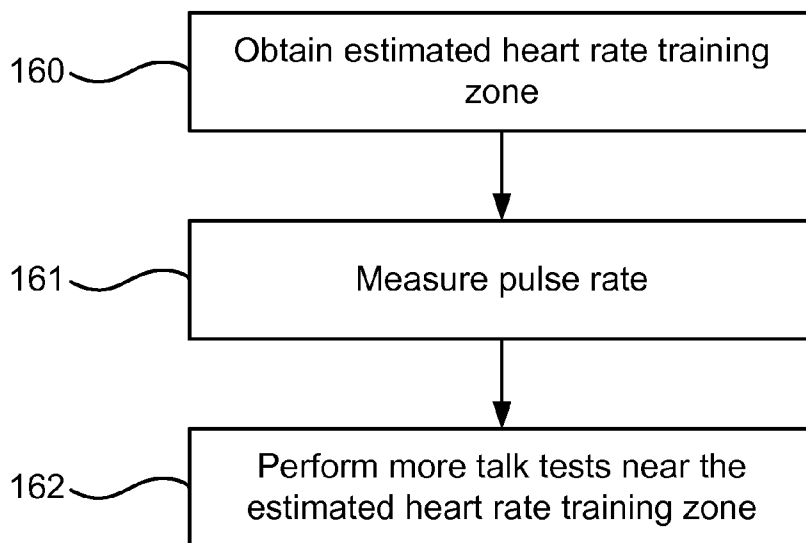 160
Obtain estimated heart rate training
zone
161
Measure pulse rate
162
Perform more talk tests near the
estimated heart rate training zone